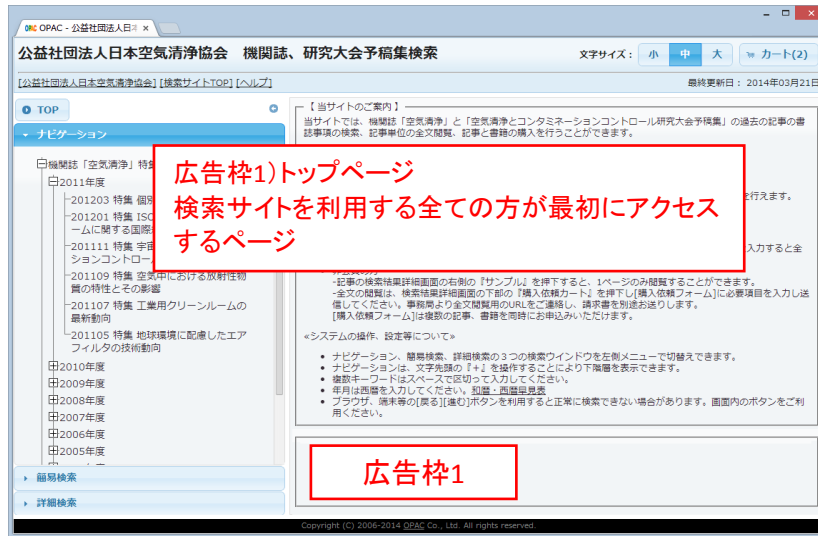 OPAC - 公益社団法人日本 ×
公益社団法人日本空気清浄協会 機関誌、研究大会予稿集検索
文字サイズ: 小 中 大 カート(2)
[公益社団法人日本空気清浄協会] [検索サイトTOP] [ヘルプ]
最終更新日: 2014年03月21日
TOP
ナビゲーション
機関誌「空気清浄」特集
2011年度
201203 特集 個別
201201 特集 ISO
ームに関する国際
201111 特集 宇宙
ションコントロー
201109 特集 空気中における放射性物
質の特性とその影響
201107 特集 工業用クリーンルームの
最新動向
201105 特集 地球環境に配慮したエア
フィルタの技術動向
2010年度
2009年度
2008年度
2007年度
2006年度
2005年度
簡易検索
詳細検索
【 当サイトのご案内 】
当サイトでは、機関誌「空気清浄」と「空気清浄とコンタミネーションコントロール研究大会予稿集」の過去の記事の書
誌事項の検索、記事単位の全文閲覧、記事と書籍の購入を行うことができます。
広告枠1)トップページ
検索サイトを利用する全ての方が最初にアクセス
するページ
を行えます。
入力すると全
-記事の検索結果詳細画面の右側の『サンプル』を押下すると、1ページのみ閲覧することができます。
-全文の閲覧は、検索結果詳細画面の下部の『購入依頼カート』を押下し[購入依頼フォーム]に必要項目を入力し送
信してください。事務局より全文閲覧用のURLをご連絡し、請求書を別途お送りします。
[購入依頼フォーム]は複数の記事、書籍を同時にお申込みいただけます。
≪システムの操作、設定等について≫
• ナビゲーション、簡易検索、詳細検索の3つの検索ウインドウを左側メニューで切替えできます。
• ナビゲーションは、文字先頭の『+』を操作することにより下階層を表示できます。
• 複数キーワードはスペースで区切って入力してください。
• 年月は西暦を入力してください。和暦・西暦早見表
• ブラウザ、端末等の[戻る][進む]ボタンを利用すると正常に検索できない場合があります。画面内のボタンをご利
用ください。
広告枠1
Copyright (C) 2006-2014 OPAC Co., Ltd. All rights reserved.